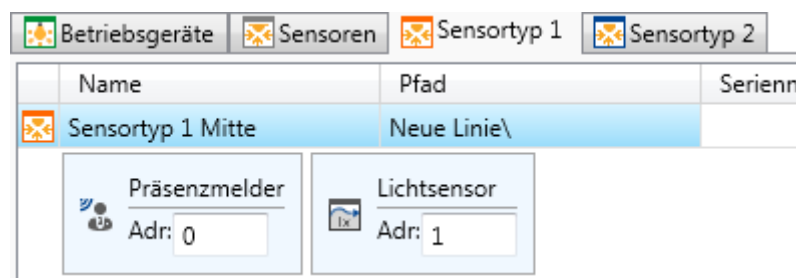 Betriebsgeräte Sensoren Sensortyp 1 Sensortyp 2
Name Pfad
Sensortyp 1 Mitte Neue Linie\
Präsenzmelder Lichtsensor
Adr: 0 Adr: 1
lx